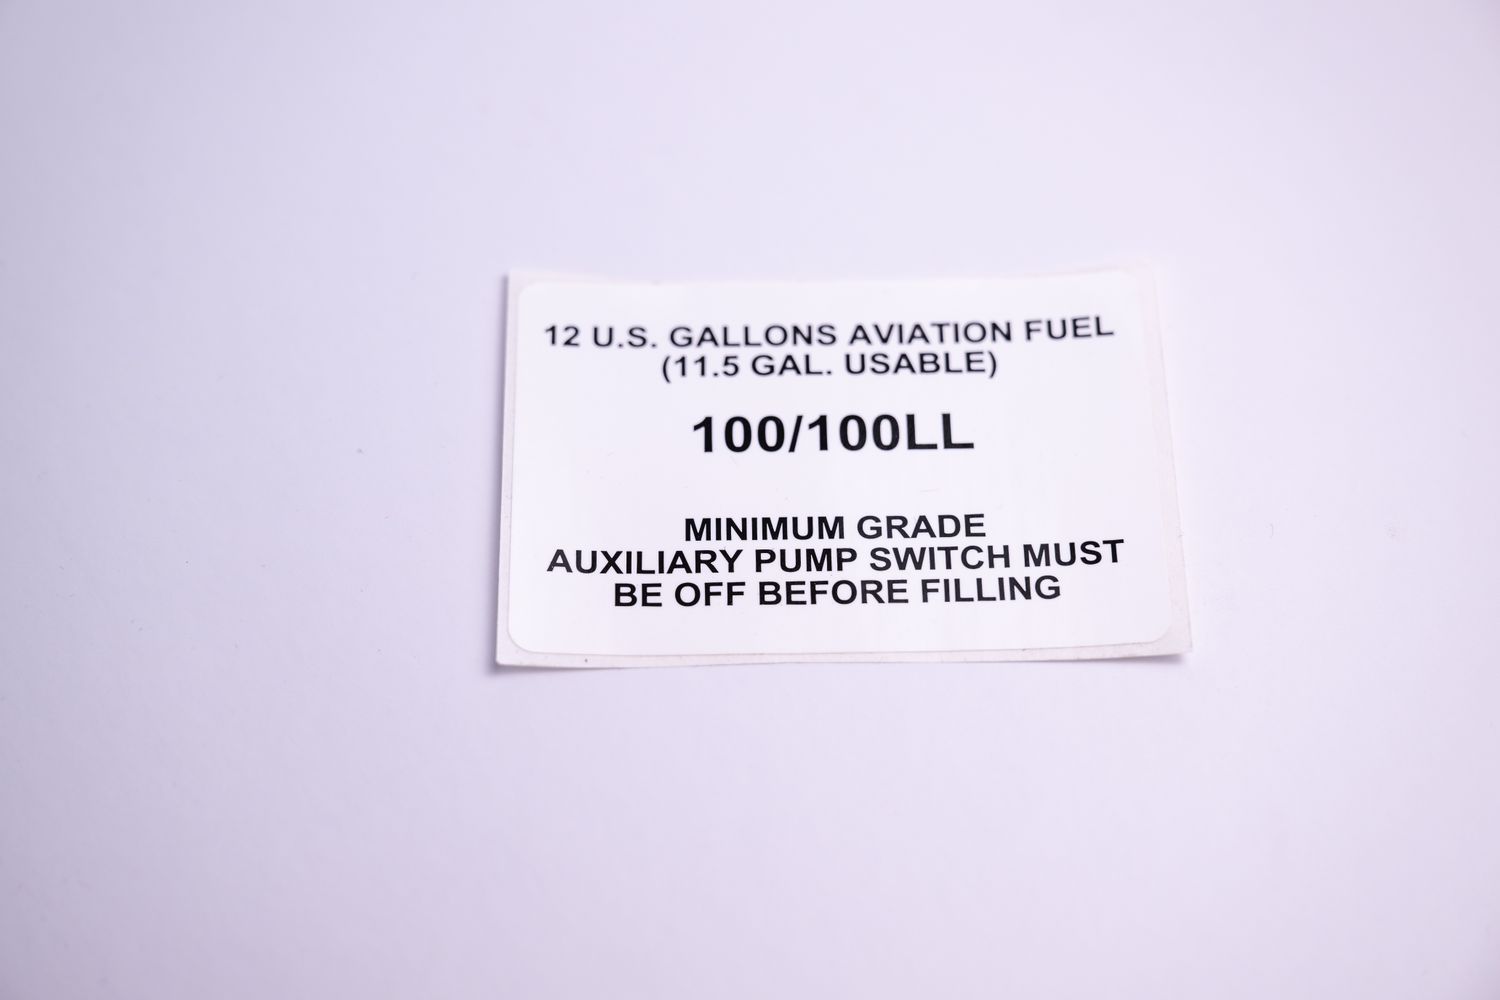 12 U.S. GALLONS AVIATION FUEL
(11.5 GAL. USABLE)
100/100LL
MINIMUM GRADE
AUXILIARY PUMP SWITCH MUST
BE OFF BEFORE FILLING